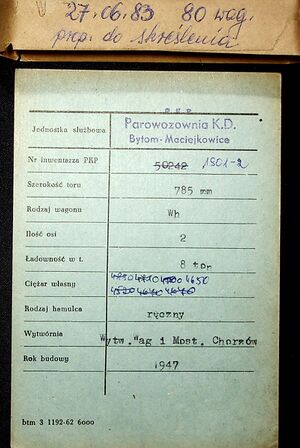 27.06.83 80 wag.
prop. do skreślenia
PKP
Jednostka służbowa Parowozownia K.D.
Bytom-Maciejkowice
Nr inwentarza PKP 50242 1801-2
Szerokość toru 785 mm
Rodzaj wagonu Wh
Ilość osi 2
Ładowność w t. 8 ton
Ciężar własny 4650
Rodzaj hamulca ręczny
Wytwórnia Wytw.Wag i Most. Chorzów
Rok budowy 1947
btm 3 1192-62 6000